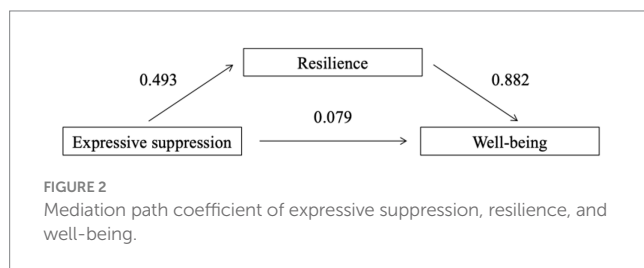 Resilience
0.493
0.882
0.079
Expressive suppression
Well-being
FIGURE 2
Mediation path coefficient of expressive suppression, resilience, and
well-being.